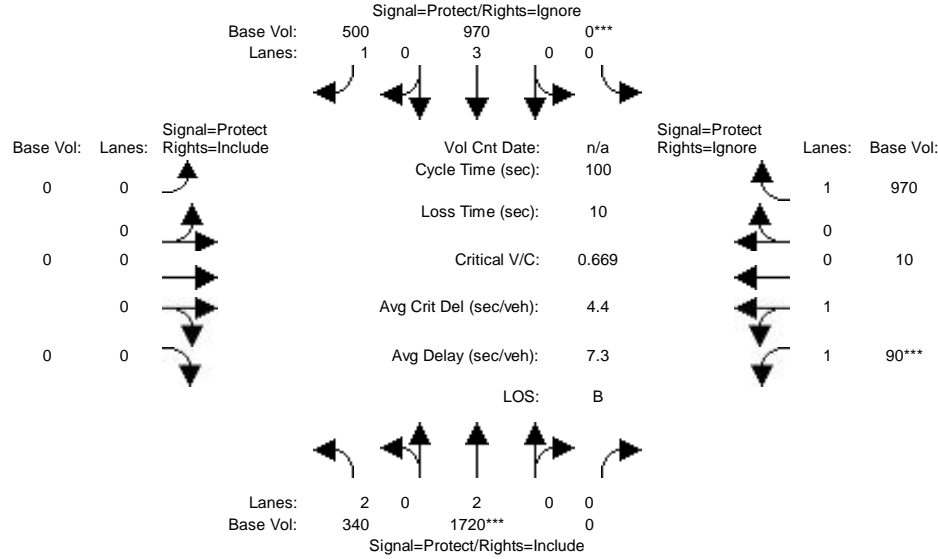 Signal=Protect/Rights=Ignore
Base Vol: 500 970 0***
Lanes: 1 0 3 0 0
Signal=Protect
Base Vol: Lanes: Rights=Include
Vol Cnt Date: n/a
Signal=Protect
Rights=Ignore Lanes: Base Vol:
Cycle Time (sec): 100
0 0
1 970
Loss Time (sec): 10
0
0
0 0
Critical V/C: 0.669
0 10
0
Avg Crit Del (sec/veh): 4.4
1
0 0
Avg Delay (sec/veh): 7.3
1 90***
LOS: B
Lanes: 2 0 2 0 0
Base Vol: 340 1720*** 0
Signal=Protect/Rights=Include